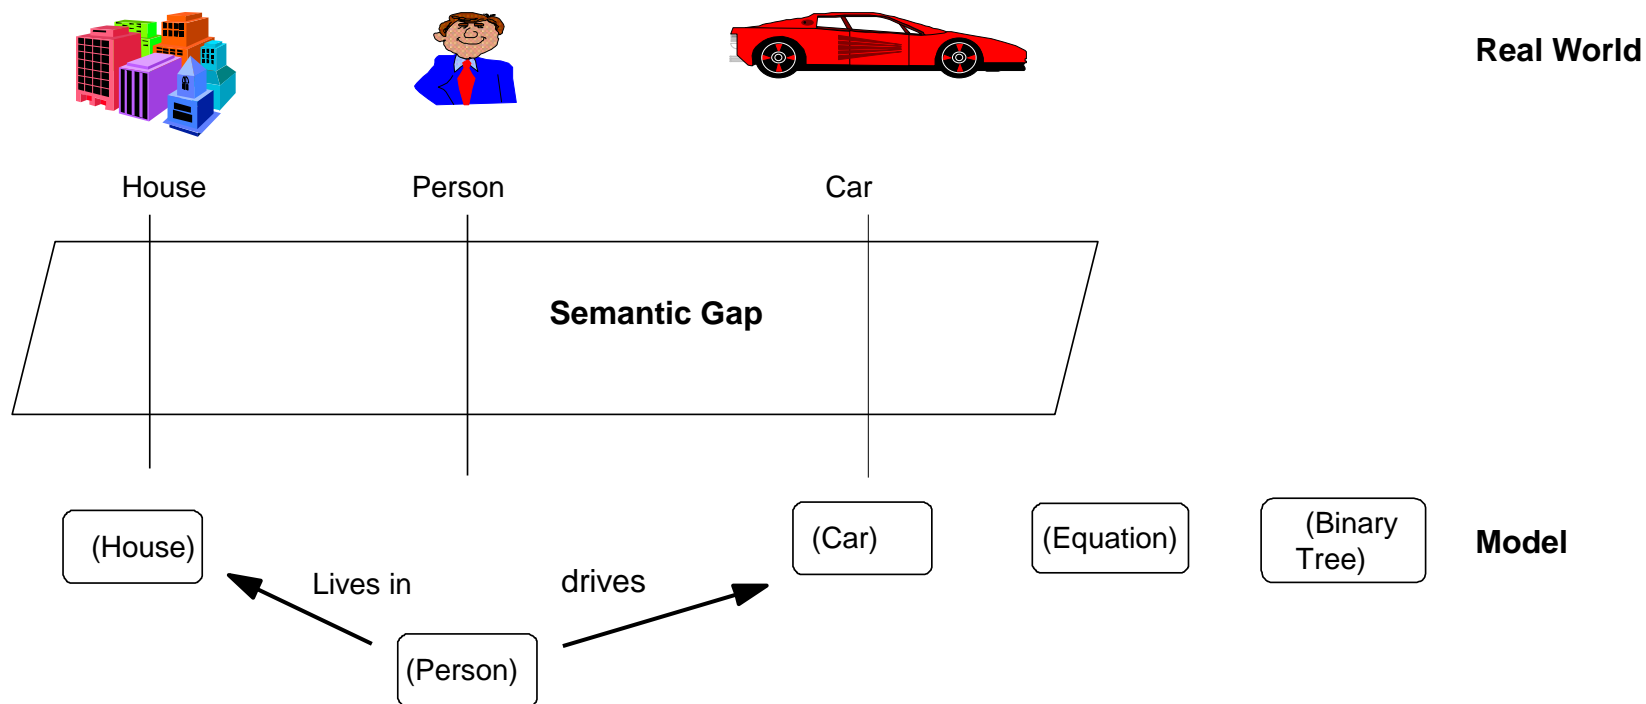 Real World
House
Person
Car
Semantic Gap
(House)
(Car)
(Equation)
(Binary
Tree)
Model
Lives in
drives
(Person)